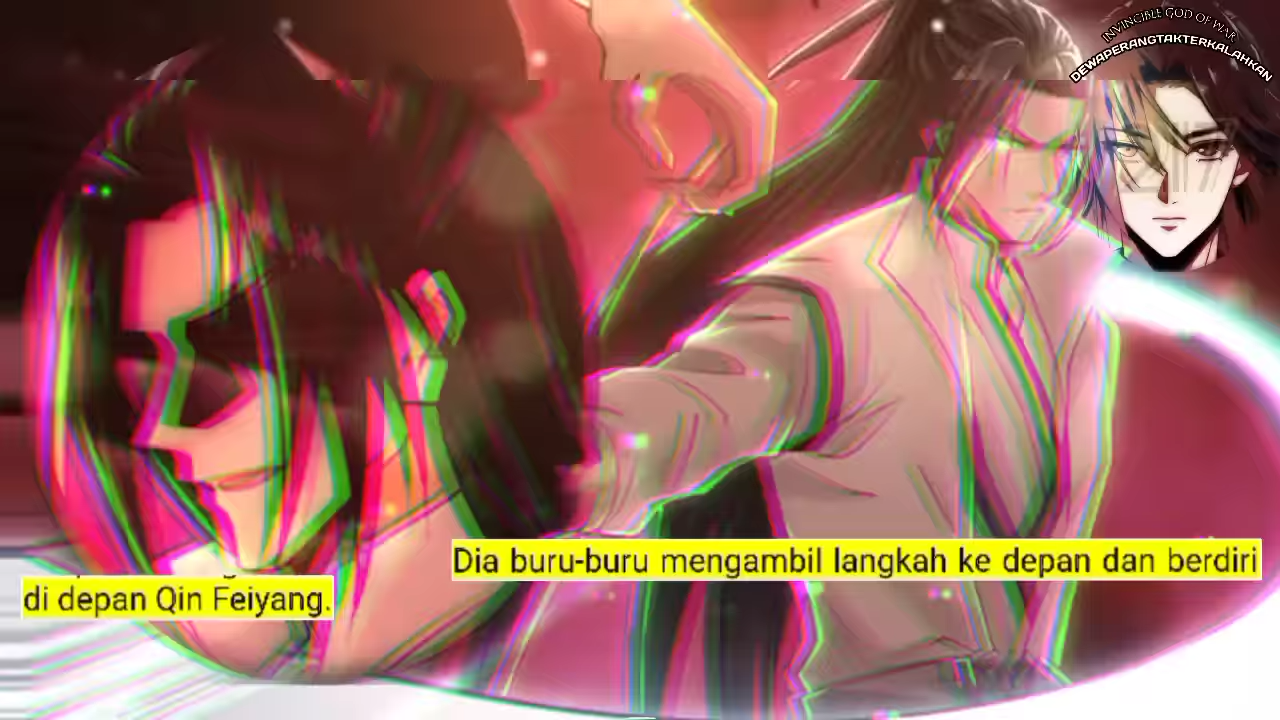 INVINCIBLE GOD OF WAR
DEWAPERANGTAKTERKALAHKAN
Dia buru-buru mengambil langkah ke depan dan berdiri
di depan Qin Feiyang.